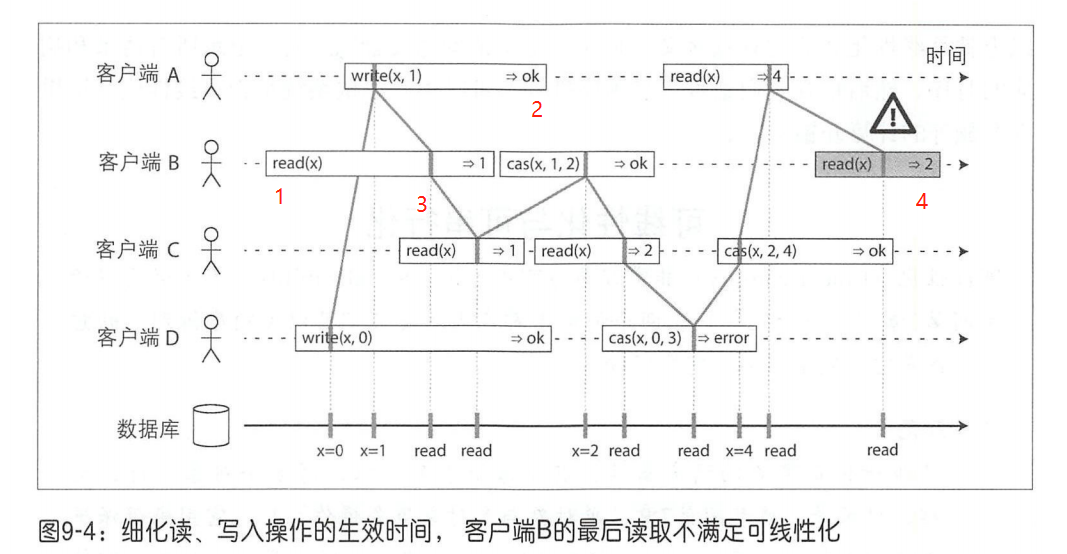 时间
客户端 A write(x, 1) ⇒ ok read(x) ⇒ 4
2
客户端 B read(x) ⇒ 1 cas(x, 1, 2) ⇒ ok read(x) ⇒ 2
1 3 4
客户端 C read(x) ⇒ 1 read(x) ⇒ 2 cas(x, 2, 4) ⇒ ok
客户端 D write(x, 0) ⇒ ok cas(x, 0, 3) ⇒ error
数据库
x=0 x=1 read read x=2 read read x=4 read read
图9-4：细化读、写入操作的生效时间， 客户端B的最后读取不满足可线性化